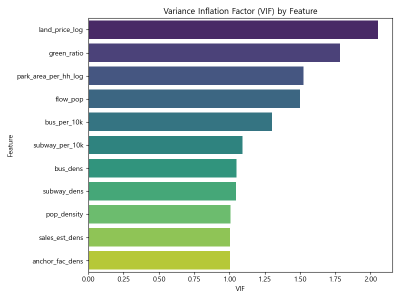 Variance Inflation Factor (VIF) by Feature
land_price_log
green_ratio
park_area_per_hh_log
flow_pop
bus_per_10k
subway_per_10k
bus_dens
subway_dens
pop_density
sales_est_dens
anchor_fac_dens
Feature
0.00 0.25 0.50 0.75 1.00 1.25 1.50 1.75 2.00
VIF